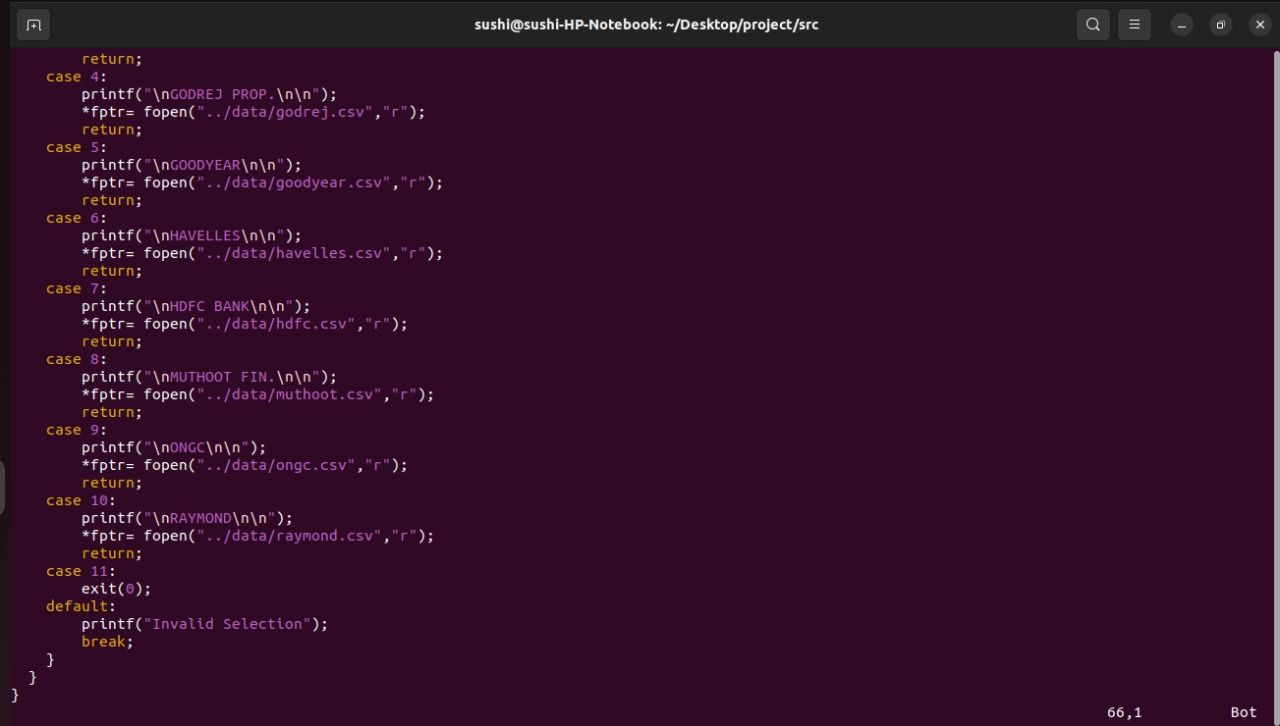 sushi@sushi-HP-Notebook: ~/Desktop/project/src
        return;
    case 4:
        printf("\nGODREJ PROP.\n\n");
        *fptr= fopen("../data/godrej.csv","r");
        return;
    case 5:
        printf("\nGOODYEAR\n\n");
        *fptr= fopen("../data/goodyear.csv","r");
        return;
    case 6:
        printf("\nHAVELLES\n\n");
        *fptr= fopen("../data/havelles.csv","r");
        return;
    case 7:
        printf("\nHDFC BANK\n\n");
        *fptr= fopen("../data/hdfc.csv","r");
        return;
    case 8:
        printf("\nMUTHOOT FIN.\n\n");
        *fptr= fopen("../data/muthoot.csv","r");
        return;
    case 9:
        printf("\nONGC\n\n");
        *fptr= fopen("../data/ongc.csv","r");
        return;
    case 10:
        printf("\nRAYMOND\n\n");
        *fptr= fopen("../data/raymond.csv","r");
        return;
    case 11:
        exit(0);
    default:
        printf("Invalid Selection");
        break;
    }
  }
}
66,1 Bot